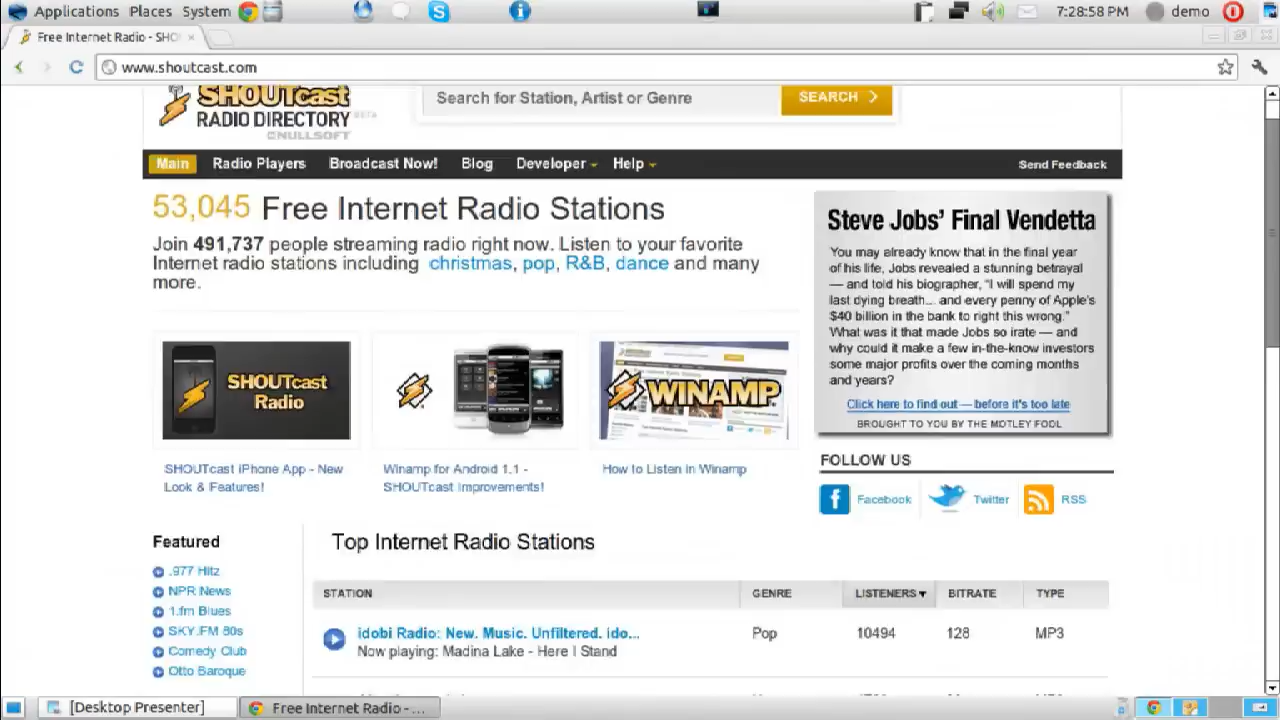 Applications Places System
7:28:58 PM demo
Free Internet Radio - SHO
www.shoutcast.com
SHOUTcast
RADIO DIRECTORY BETA
NULLSOFT
Search for Station, Artist or Genre
SEARCH
Main Radio Players Broadcast Now! Blog Developer Help Send Feedback
53,045 Free Internet Radio Stations
Join 491,737 people streaming radio right now. Listen to your favorite
Internet radio stations including christmas, pop, R&B, dance and many
more.
Steve Jobs' Final Vendetta
You may already know that in the final year
of his life, Jobs revealed a stunning betrayal
— and told his biographer, "I will spend my
last dying breath... and every penny of Apple's
$40 billion in the bank to right this wrong."
What was it that made Jobs so irate — and
why could it make a few in-the-know investors
some major profits over the coming months
and years?
Click here to find out — before it's too late
BROUGHT TO YOU BY THE MOTLEY FOOL
SHOUTcast
Radio
WINAMP
SHOUTcast iPhone App - New
Look & Features!
Winamp for Android 1.1 -
SHOUTcast Improvements!
How to Listen in Winamp
FOLLOW US
Facebook Twitter RSS
Featured
.977 Hitz
NPR News
1.fm Blues
SKY.FM 80s
Comedy Club
Otto Baroque
Top Internet Radio Stations
STATION GENRE LISTENERS BITRATE TYPE
idobi Radio: New. Music. Unfiltered. ido... Pop 10494 128 MP3
Now playing: Madina Lake - Here I Stand
[Desktop Presenter] Free Internet Radio - ...